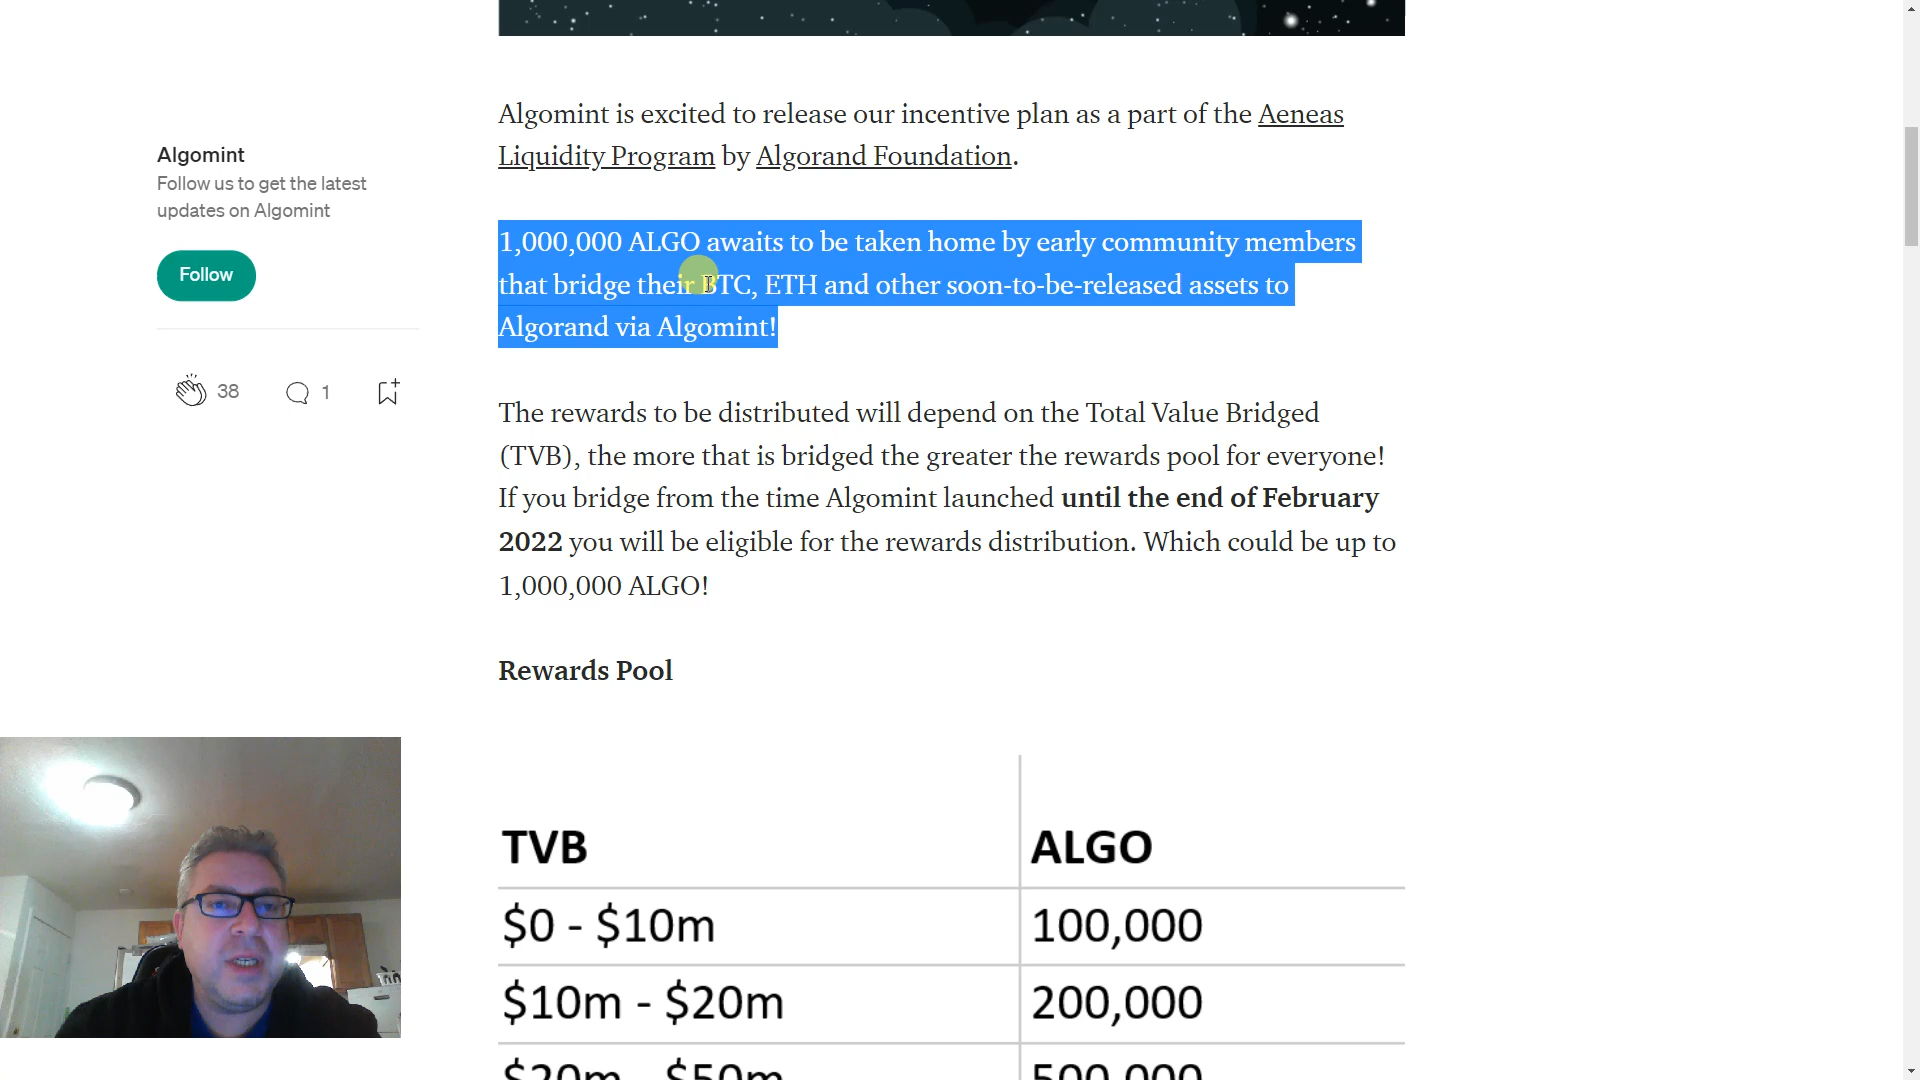 Algomint is excited to release our incentive plan as a part of the Aeneas
Liquidity Program by Algorand Foundation.
Algomint
Follow us to get the latest
updates on Algomint
Follow
38
1
1,000,000 ALGO awaits to be taken home by early community members
that bridge their BTC, ETH and other soon-to-be-released assets to
Algorand via Algomint!
The rewards to be distributed will depend on the Total Value Bridged
(TVB), the more that is bridged the greater the rewards pool for everyone!
If you bridge from the time Algomint launched until the end of February
2022 you will be eligible for the rewards distribution. Which could be up to
1,000,000 ALGO!
Rewards Pool
TVB ALGO
$0 - $10m 100,000
$10m - $20m 200,000
$20m - $50m 500,000